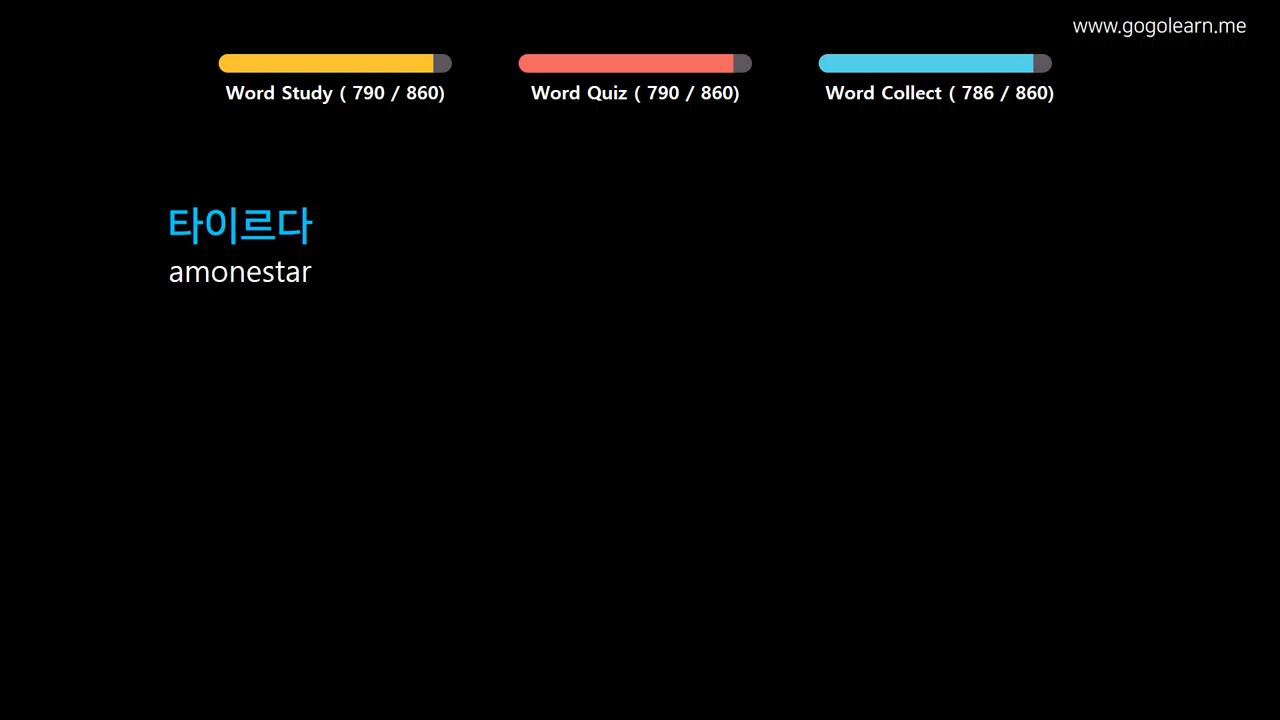 www.gogolearn.me
Word Study ( 790 / 860)
Word Quiz ( 790 / 860)
Word Collect ( 786 / 860)
타이르다
amonestar